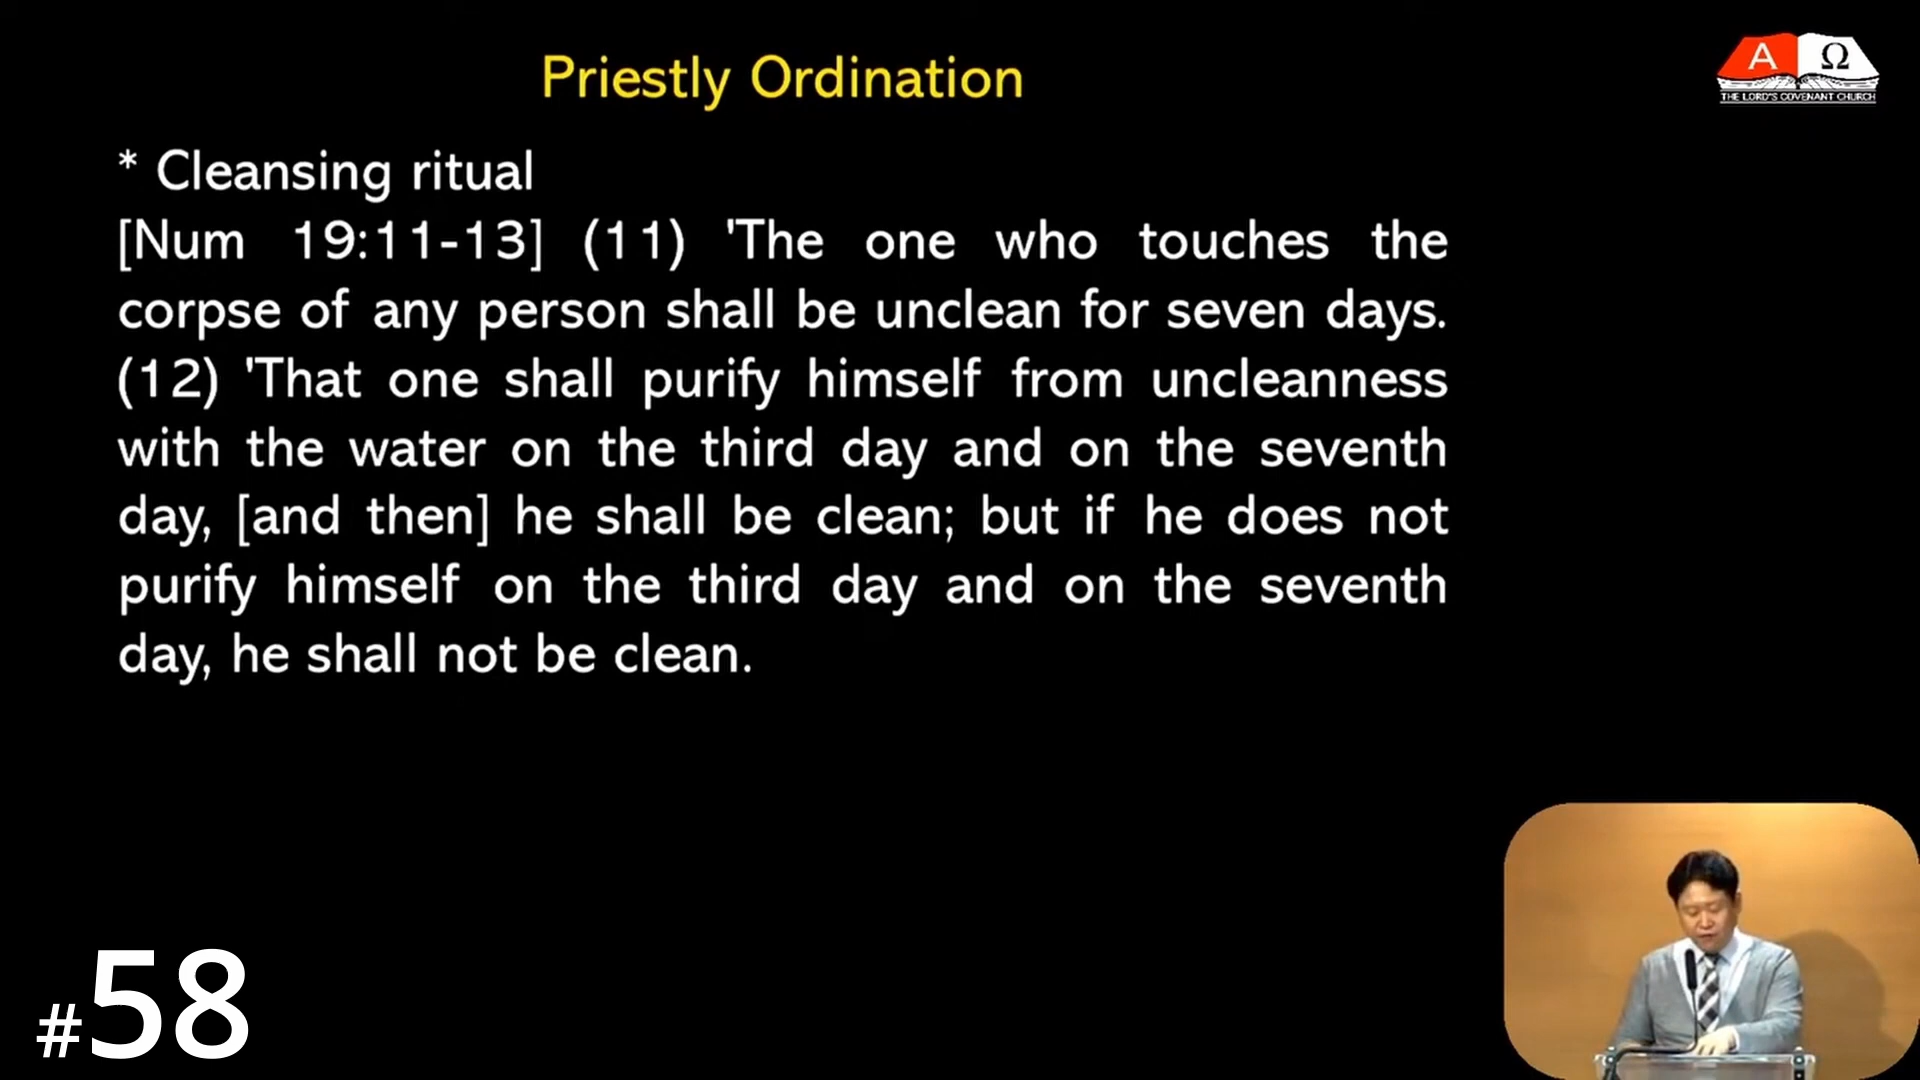 Priestly Ordination
A Ω
THE LORD'S COVENANT CHURCH
* Cleansing ritual
[Num 19:11-13] (11) 'The one who touches the
corpse of any person shall be unclean for seven days.
(12) 'That one shall purify himself from uncleanness
with the water on the third day and on the seventh
day, [and then] he shall be clean; but if he does not
purify himself on the third day and on the seventh
day, he shall not be clean.
#58